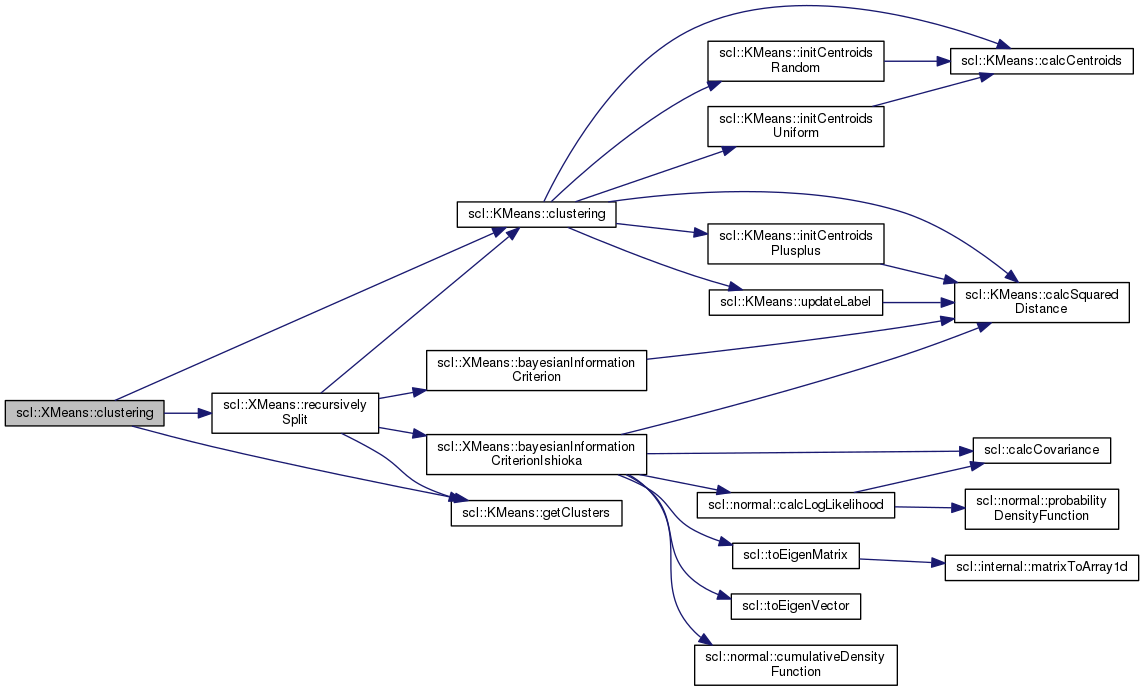 scl::XMeans::clustering
scl::XMeans::recursively
Split
scl::KMeans::clustering
scl::XMeans::bayesianInformation
Criterion
scl::XMeans::bayesianInformation
CriterionIshioka
scl::KMeans::getClusters
scl::KMeans::initCentroids
Random
scl::KMeans::initCentroids
Uniform
scl::KMeans::initCentroids
Plusplus
scl::KMeans::updateLabel
scl::normal::calcLogLikelihood
scl::toEigenMatrix
scl::toEigenVector
scl::normal::cumulativeDensity
Function
scl::KMeans::calcCentroids
scl::KMeans::calcSquared
Distance
scl::calcCovariance
scl::normal::probability
DensityFunction
scl::internal::matrixToArray1d